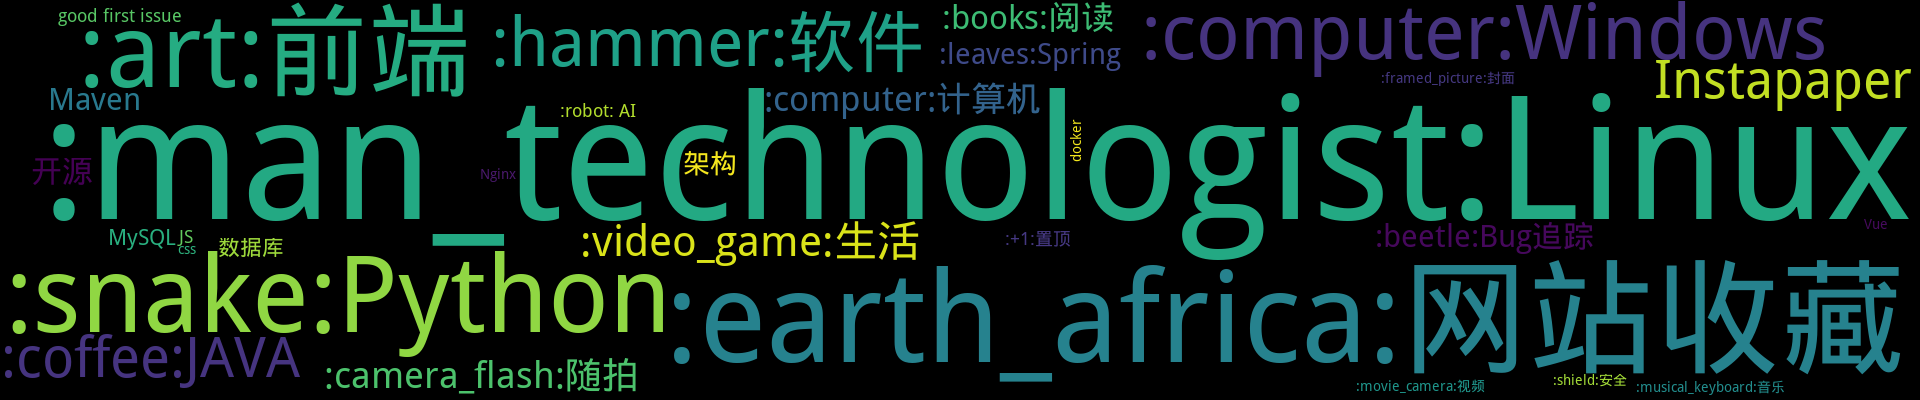 good first issue
:art:前端
:hammer:软件
:books:阅读
:leaves:Spring
:computer:Windows
:framed_picture:封面
Instapaper
Maven
:robot: AI
:computer:计算机
:man_technologist:Linux
docker
架构
Nginx
开源
MySQL
JS
css
数据库
:video_game:生活
:+1:置顶
:beetle:Bug追踪
Vue
:snake:Python
:earth_africa:网站收藏
:coffee:JAVA
:camera_flash:随拍
:movie_camera:视频
:shield:安全
:musical_keyboard:音乐